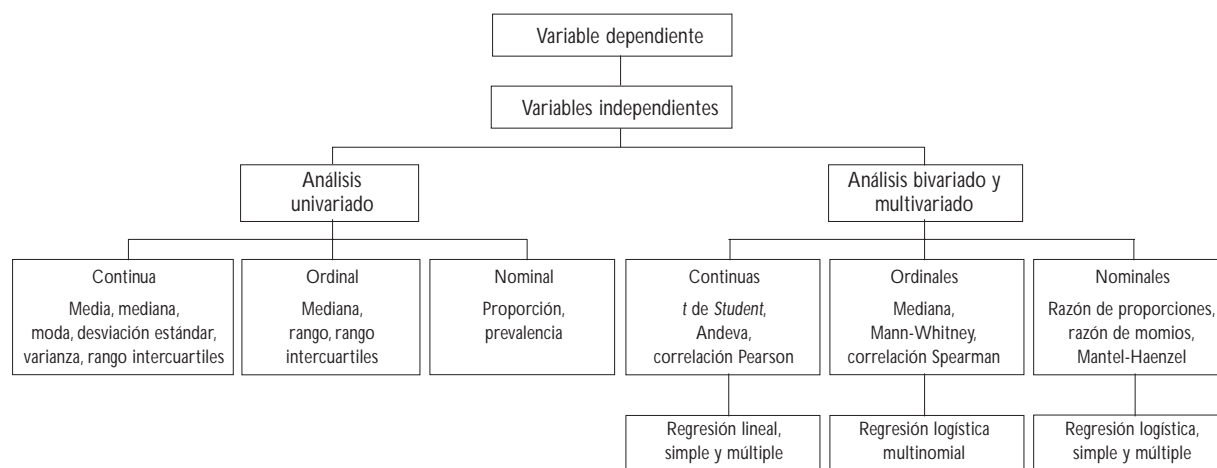 Variable dependiente
Variables independientes
Análisis
univariado
Análisis bivariado y
multivariado
Continua
Media, mediana,
moda, desviación estándar,
varianza, rango intercuartiles
Ordinal
Mediana,
rango, rango
intercuartiles
Nominal
Proporción,
prevalencia
Continuas
t de Student,
Andeva,
correlación Pearson
Ordinales
Mediana,
Mann-Whitney,
correlación Spearman
Nominales
Razón de proporciones,
razón de momios,
Mantel-Haenzel
Regresión lineal,
simple y múltiple
Regresión logística
multinomial
Regresión logística,
simple y múltiple